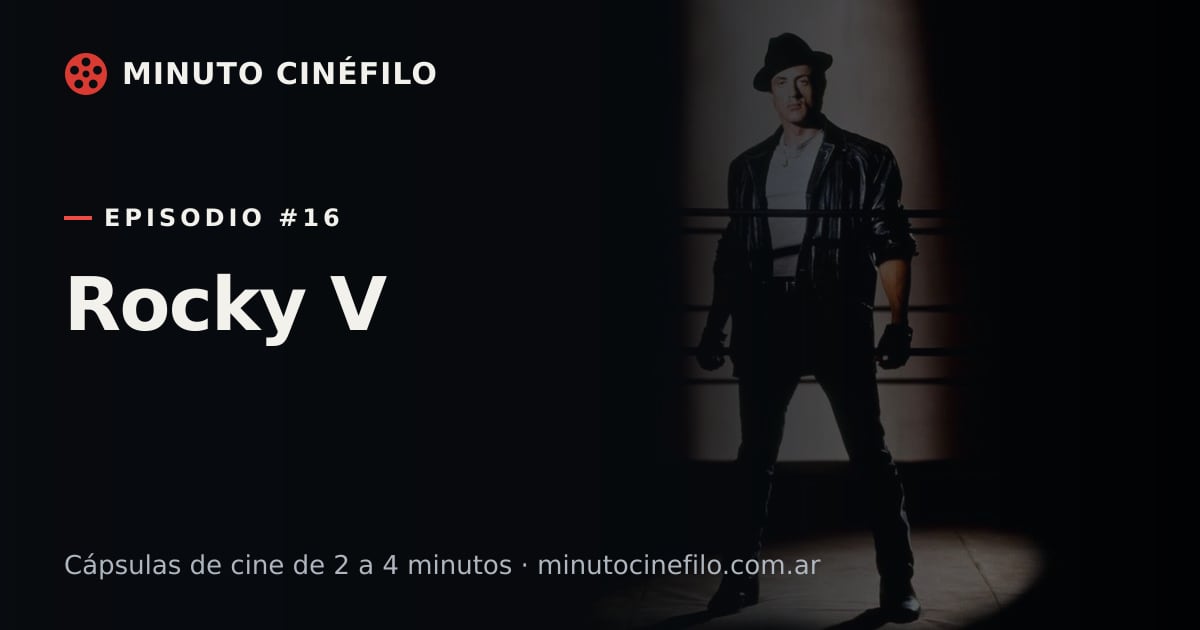 MINUTO CINÉFILO
EPISODIO #16
Rocky V
Cápsulas de cine de 2 a 4 minutos · minutocinefilo.com.ar